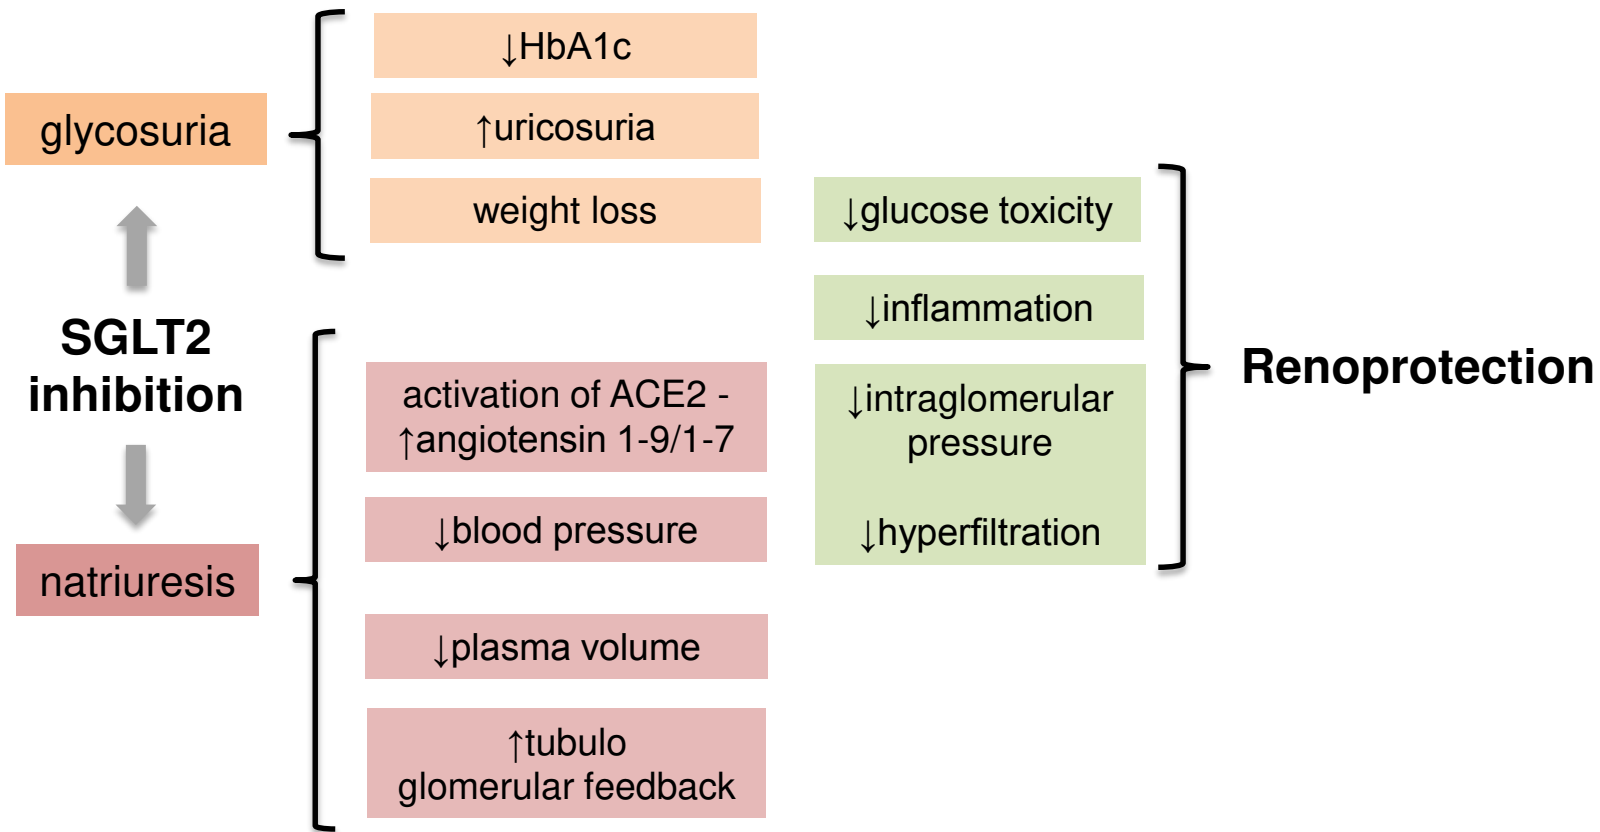 glycosuria
SGLT2
inhibition
natriuresis
↓HbA1c
↑uricosuria
weight loss
activation of ACE2 -
↑angiotensin 1-9/1-7
↓blood pressure
↓plasma volume
↑tubulo
glomerular feedback
↓glucose toxicity
↓inflammation
↓intraglomerular
pressure
↓hyperfiltration
Renoprotection